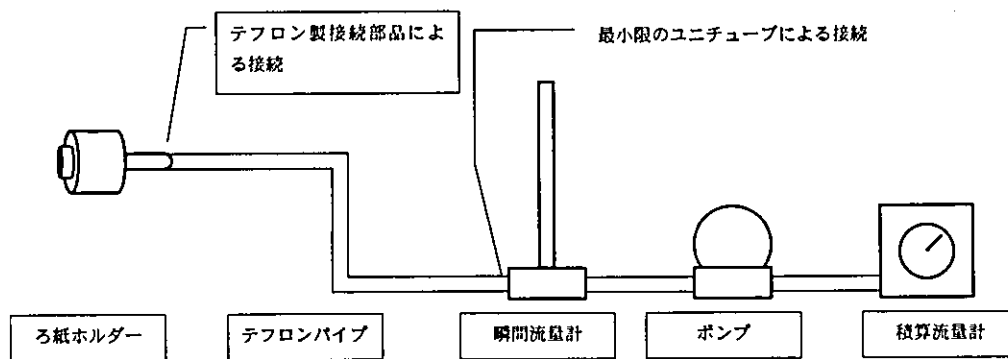 テフロン製接続部品によ
る接続
最小限のユニチューブによる接続
ろ紙ホルダー
テフロンパイプ
瞬間流量計
ポンプ
積算流量計